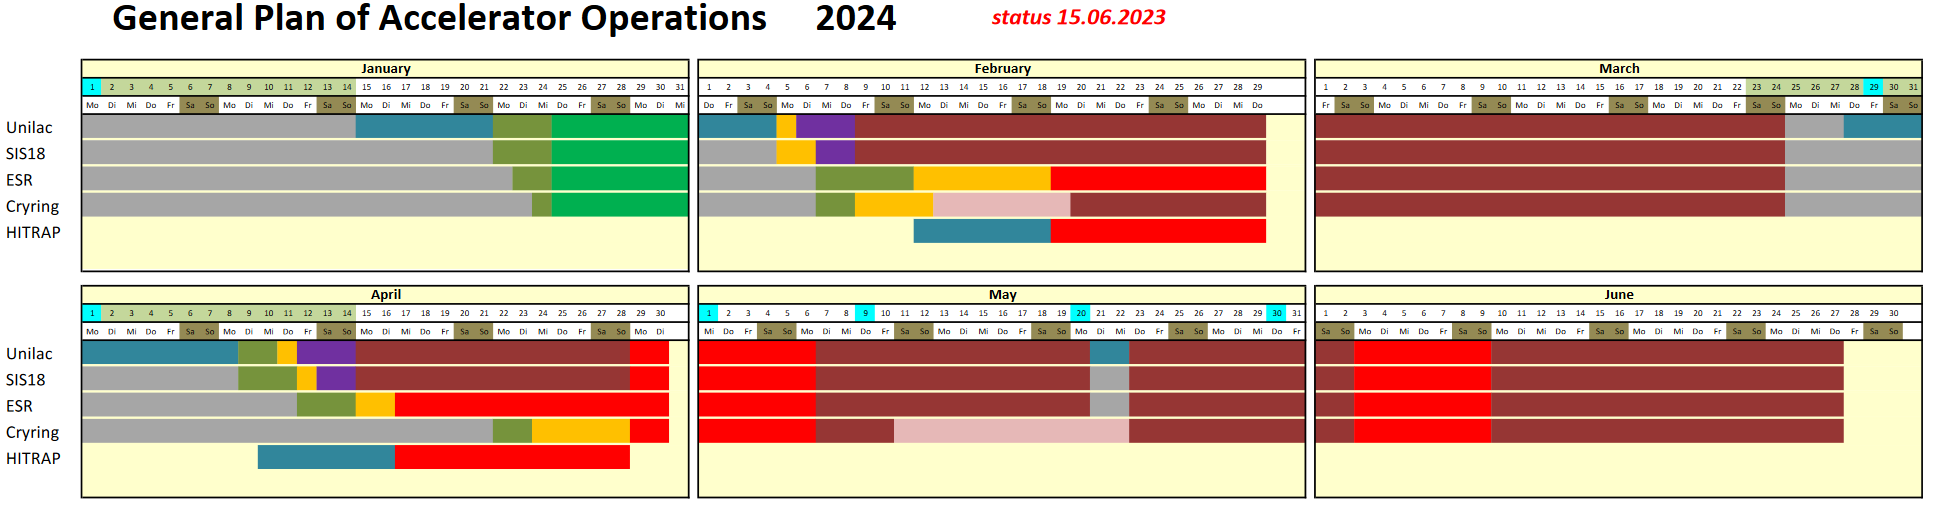 General Plan of Accelerator Operations 2024 status 15.06.2023
January February March
1 2 3 4 5 6 7 8 9 10 11 12 13 14 15 16 17 18 19 20 21 22 23 24 25 26 27 28 29 30 31 1 2 3 4 5 6 7 8 9 10 11 12 13 14 15 16 17 18 19 20 21 22 23 24 25 26 27 28 29 1 2 3 4 5 6 7 8 9 10 11 12 13 14 15 16 17 18 19 20 21 22 23 24 25 26 27 28 29 30 31
Mo Di Mi Do Fr Sa So Mo Di Mi Do Fr Sa So Mo Di Mi Do Fr Sa So Mo Di Mi Do Fr Sa So Mo Di Mi Do Fr Sa So Mo Di Mi Do Fr Sa So Mo Di Mi Do Fr Sa So Mo Di Mi Do Fr Sa So Mo Di Mi Do Fr Sa So Mo Di Mi Do Fr Sa So Mo Di Mi Do Fr Sa So Mo Di Mi Do Fr Sa So Mo Di Mi Do Fr Sa So
Unilac
SIS18
ESR
Cryring
HITRAP
April May June
1 2 3 4 5 6 7 8 9 10 11 12 13 14 15 16 17 18 19 20 21 22 23 24 25 26 27 28 29 30 1 2 3 4 5 6 7 8 9 10 11 12 13 14 15 16 17 18 19 20 21 22 23 24 25 26 27 28 29 30 31 1 2 3 4 5 6 7 8 9 10 11 12 13 14 15 16 17 18 19 20 21 22 23 24 25 26 27 28 29 30
Mo Di Mi Do Fr Sa So Mo Di Mi Do Fr Sa So Mo Di Mi Do Fr Sa So Mo Di Mi Do Fr Sa So Mo Di Mi Do Fr Sa So Mo Di Mi Do Fr Sa So Mo Di Mi Do Fr Sa So Mo Di Mi Do Fr Sa So Mo Di Mi Do Fr Sa So Mo Di Mi Do Fr Sa So Mo Di Mi Do Fr Sa So Mo Di Mi Do Fr Sa So Mo Di Mi Do Fr Sa So
Unilac
SIS18
ESR
Cryring
HITRAP